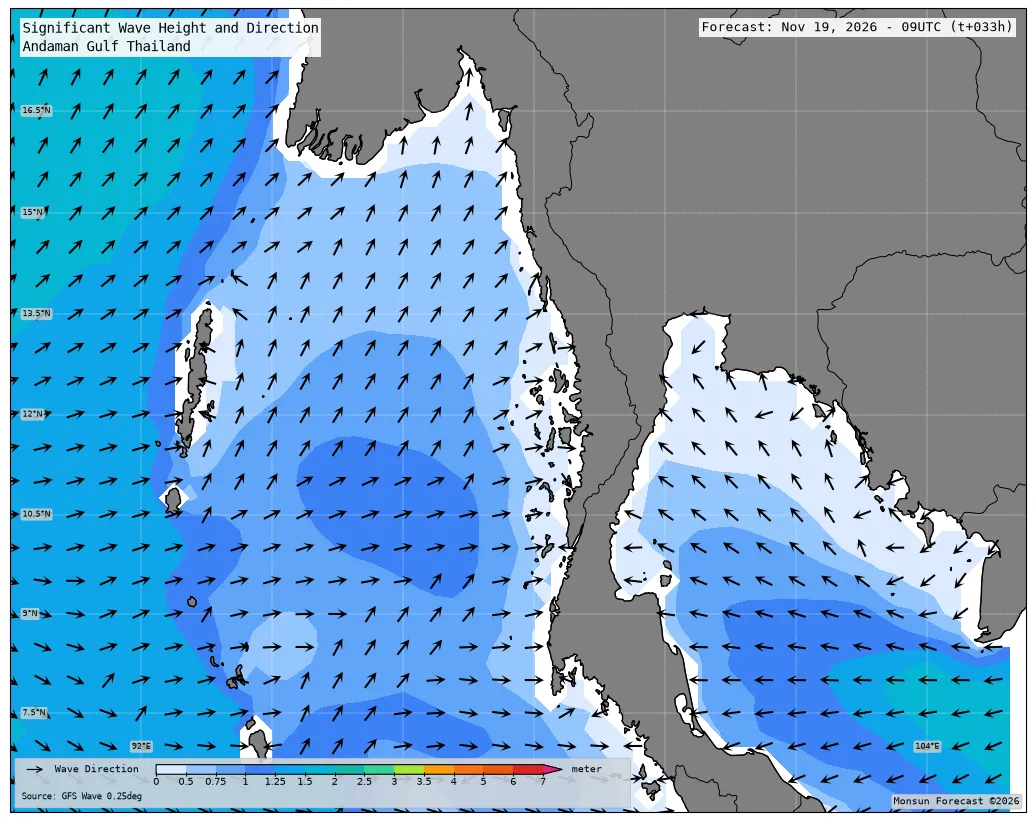 Significant Wave Height and Direction
Andaman Gulf Thailand
Forecast: Nov 19, 2026 - 09UTC (t+033h)
16.5°N
15°N
13.5°N
12°N
10.5°N
9°N
7.5°N
92°E
104°E
Wave Direction
0.5 0.75 1 1.25 1.5 2 2.5 3 3.5 4 5 6 7
meter
Source: GFS Wave 0.25deg
Monsun Forecast ©2026